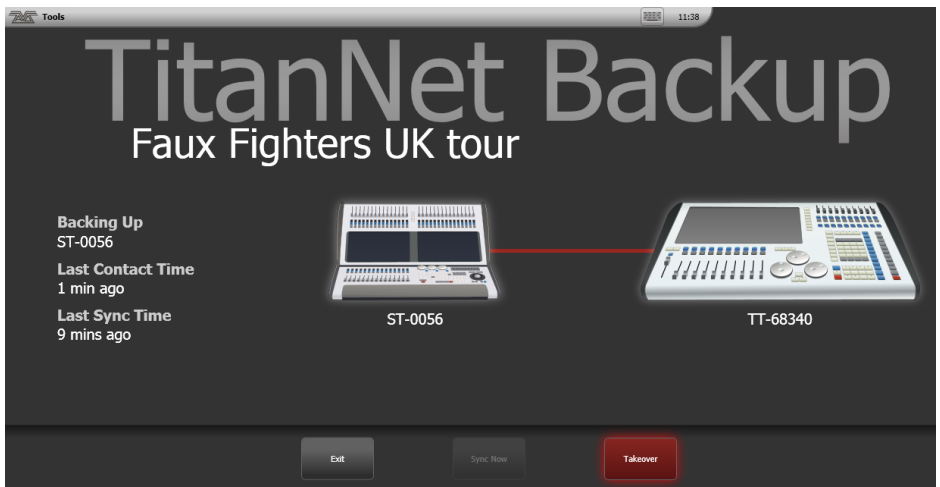 Tools
11:38
TitanNet Backup
Faux Fighters UK tour
Backing Up
ST-0056
Last Contact Time
1 min ago
Last Sync Time
9 mins ago
ST-0056
TT-68340
Exit
Sync Now
Takeover